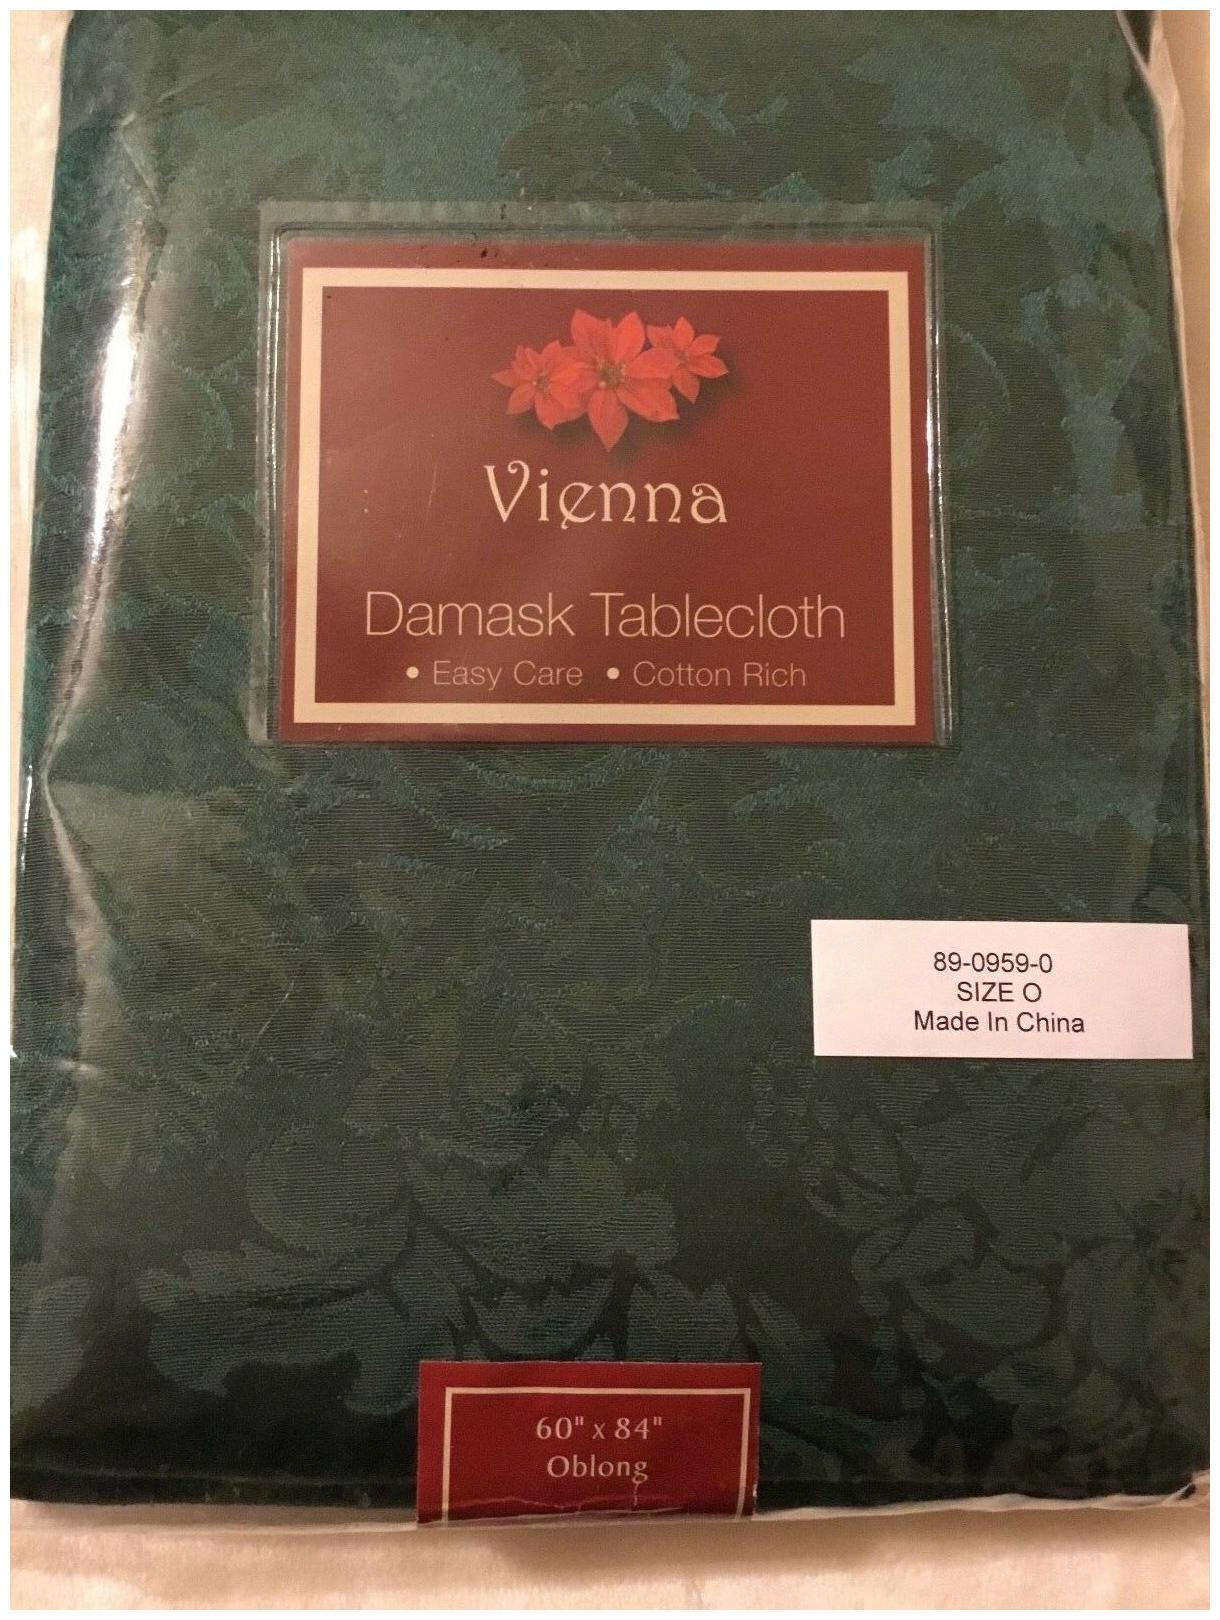 Vienna
Damask Tablecloth
• Easy Care • Cotton Rich
89-0959-0
SIZE O
Made In China
60" x 84"
Oblong